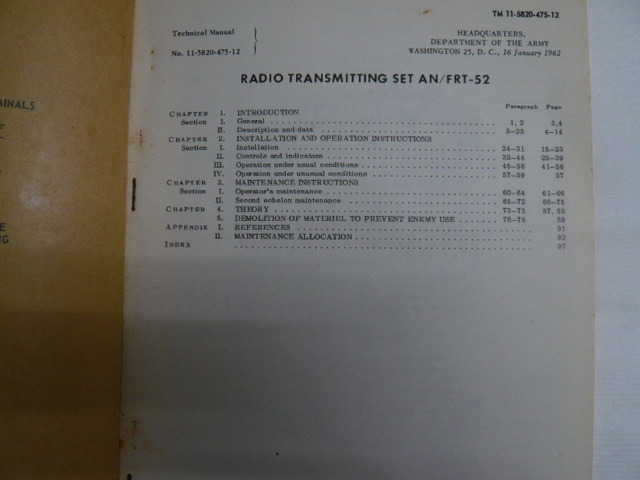 MINALS
TM 11-5820-475-12
Technical Manual
No. 11-5820-475-12
HEADQUARTERS,
DEPARTMENT OF THE ARMY
WASHINGTON 25, D. C., 16 January 1962
RADIO TRANSMITTING SET AN/FRT-52
Paragraph Page
CHAPTER 1. INTRODUCTION
Section I. General 1, 2 3,4
II. Description and data 3-23 4-14
CHAPTER 2. INSTALLATION AND OPERATION INSTRUCTIONS
Section I. Installation 24-31 15-23
II. Controls and indicators 32-44 25-39
III. Operation under usual conditions 45-56 41-56
IV. Operation under unusual conditions 57-59 57
CHAPTER 3. MAINTENANCE INSTRUCTIONS
Section I. Operator's maintenance 60-64 61-66
II. Second echelon maintenance 65-72 66-75
CHAPTER 4. THEORY 73-75 87, 88
5. DEMOLITION OF MATERIEL TO PREVENT ENEMY USE 76-78 89
APPENDIX I. REFERENCES 91
II. MAINTENANCE ALLOCATION
INDEX 97